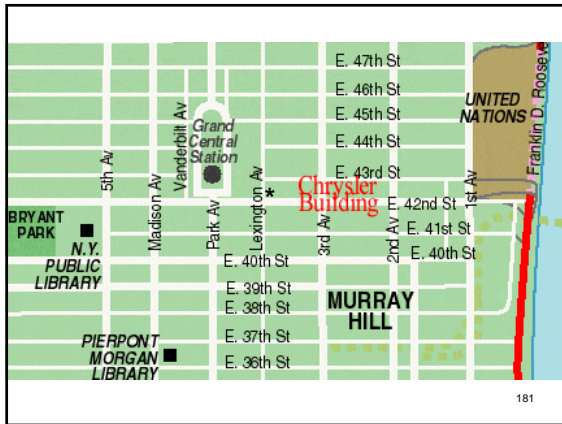 E. 47th St
E. 46th St
E. 45th St
E. 44th St
E. 43rd St
E. 42nd St
E. 41st St
E. 40th St
E. 40th St
E. 39th St
E. 38th St
E. 37th St
E. 36th St
5th Av
Madison Av
Vanderbilt Av
Park Av
Lexington Av
3rd Av
2nd Av
1st Av
Franklin D. Rooseve
UNITED
NATIONS
Grand
Central
Station
*
Chrysler
Building
BRYANT
PARK
N.Y.
PUBLIC
LIBRARY
MURRAY
HILL
PIERPONT
MORGAN
LIBRARY
181